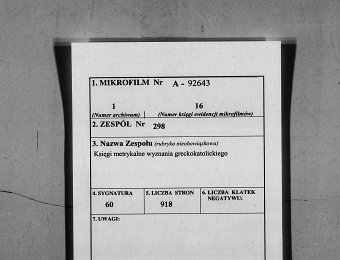 1. MIKROFILM Nr A - 92643
1 16
(Numer archiwum) (Numer księgi ewidencji mikrofilmów)
2. ZESPÓŁ Nr 298
3. Nazwa Zespołu (rubryka nieobowiązkowa)
Księgi metrykalne wyznania greckokatolickiego
4. SYGNATURA 5. LICZBA STRON 6. LICZBA KLATEK
NEGATYWU:
60 918
7. UWAGI: